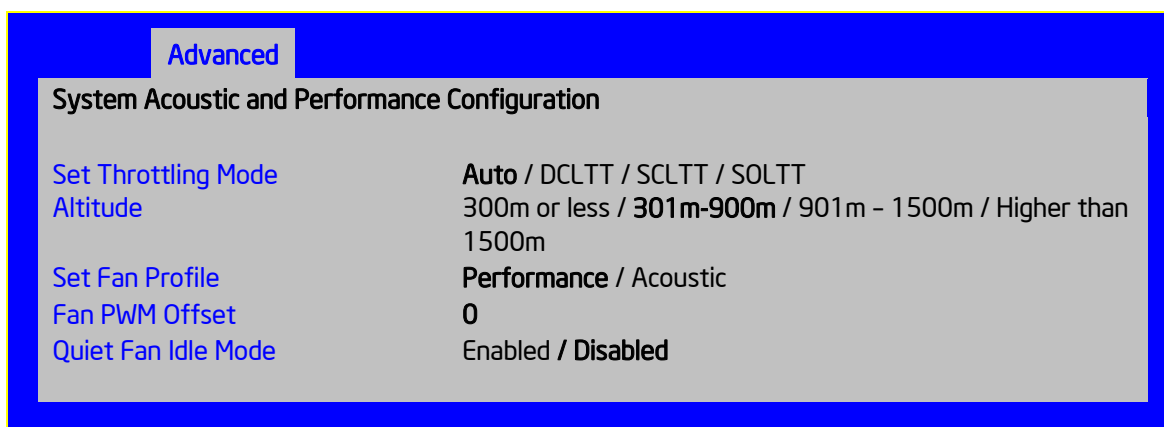 Advanced
System Acoustic and Performance Configuration
Set Throttling Mode Auto / DCLTT / SCLTT / SOLTT
Altitude 300m or less / 301m-900m / 901m – 1500m / Higher than
1500m
Set Fan Profile Performance / Acoustic
Fan PWM Offset 0
Quiet Fan Idle Mode Enabled / Disabled